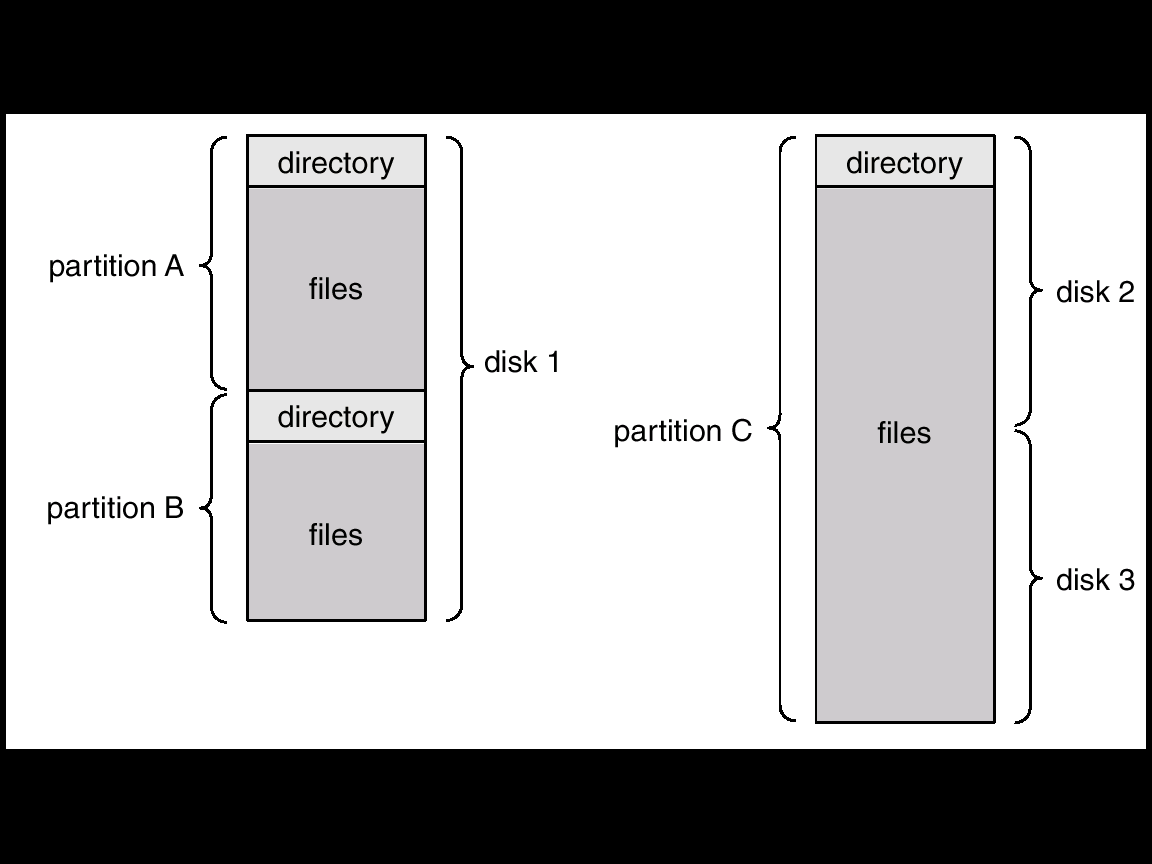 directory
partition A
files
disk 1
directory
partition B
files
directory
disk 2
partition C
files
disk 3